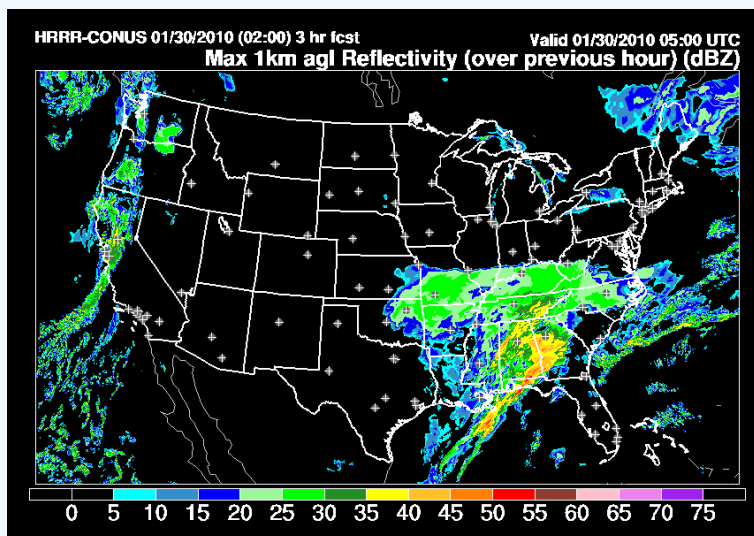 HRRR-CONUS 01/30/2010 (02:00) 3 hr fcst
Valid 01/30/2010 05:00 UTC
Max 1km agl Reflectivity (over previous hour) (dBZ)
0 5 10 15 20 25 30 35 40 45 50 55 60 65 70 75